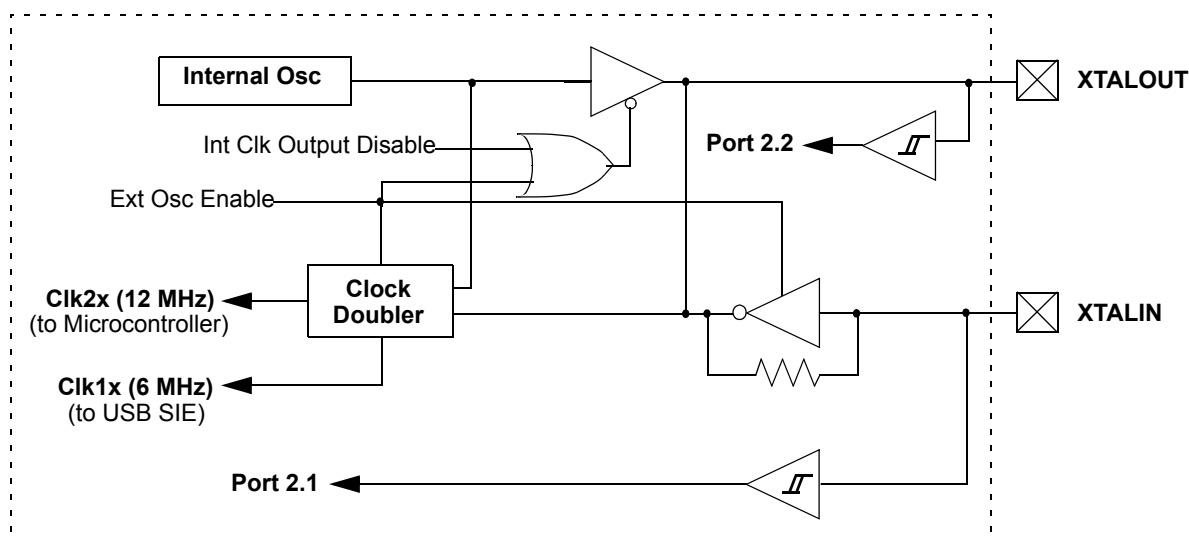 Internal Osc
XTALOUT
Int Clk Output Disable
Port 2.2
Ext Osc Enable
Clock
Doubler
Clk2x (12 MHz)
(to Microcontroller)
XTALIN
Clk1x (6 MHz)
(to USB SIE)
Port 2.1